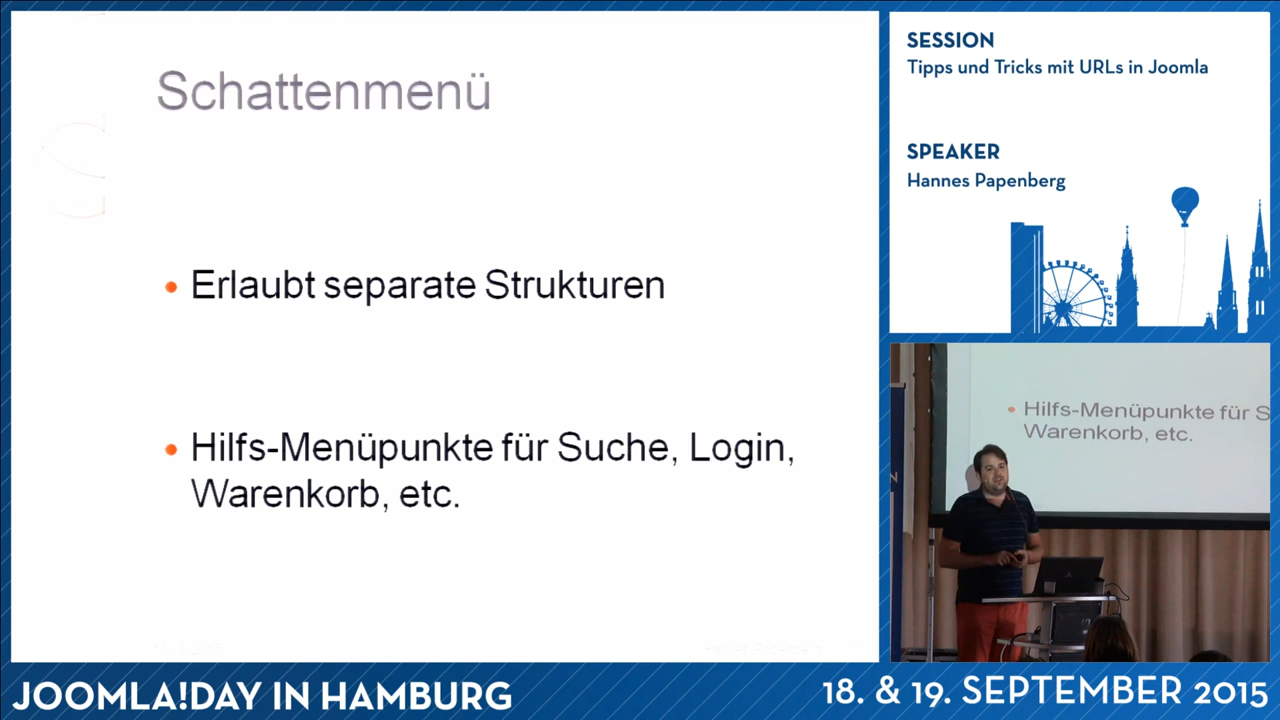 Schattenmenü
Erlaubt separate Strukturen
Hilfs-Menüpunkte für Suche, Login,
Warenkorb, etc.
SESSION
Tipps und Tricks mit URLs in Joomla
SPEAKER
Hannes Papenberg
Hilfs-Menüpunkte für S
Warenkorb, etc.
JOOMLA!DAY IN HAMBURG
18. & 19. SEPTEMBER 2015